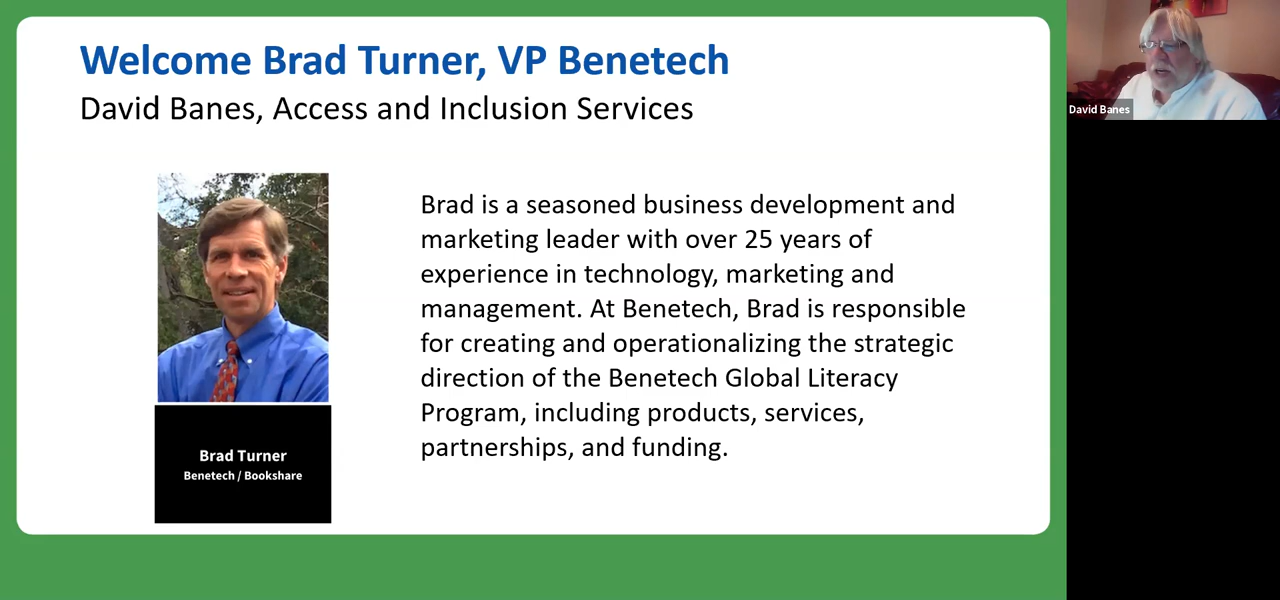 Welcome Brad Turner, VP Benetech
David Banes, Access and Inclusion Services
Brad is a seasoned business development and
marketing leader with over 25 years of
experience in technology, marketing and
management. At Benetech, Brad is responsible
for creating and operationalizing the strategic
direction of the Benetech Global Literacy
Program, including products, services,
partnerships, and funding.
Brad Turner
Benetech / Bookshare
David Banes